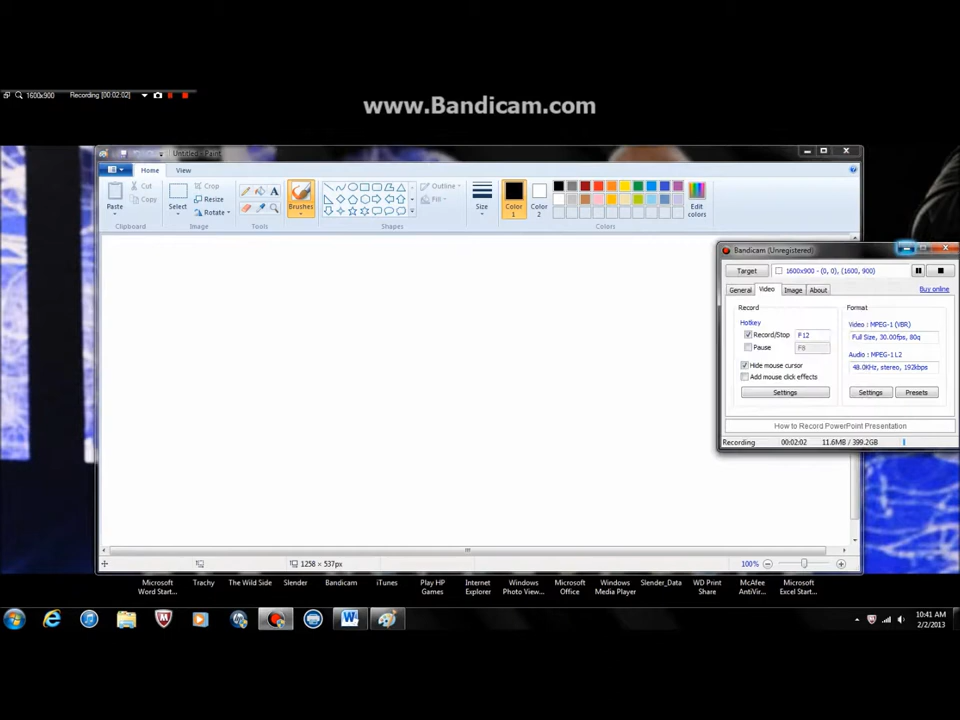 1600x900 Recording [00:02:02]
www.Bandicam.com
Untitled - Paint
Home View
Paste
Cut
Copy
Clipboard
Select
Crop
Resize
Rotate
Image
A
Tools
Brushes
Shapes
Outline
Fill
Size
Color
1
Color
2
Edit
colors
Colors
Bandicam (Unregistered)
Target 1600x900 - (0, 0), (1600, 900)
General Video Image About Buy online
Record
Hotkey
Record/Stop F12
Pause F8
Hide mouse cursor
Add mouse click effects
Settings
Format
Video : MPEG-1 (VBR)
Full Size, 30.00fps, 80q
Audio : MPEG-1 L2
48.0KHz, stereo, 192kbps
Settings Presets
How to Record PowerPoint Presentation
Recording 00:02:02 11.6MB / 399.2GB
1258 × 537px 100%
Microsoft
Word Start...
Trachy
The Wild Side
Slender
Bandicam
iTunes
Play HP
Games
Internet
Explorer
Windows
Photo View...
Microsoft
Office
Windows
Media Player
Slender_Data
WD Print
Share
McAfee
AntiVir...
Microsoft
Excel Start...
10:41 AM
2/2/2013